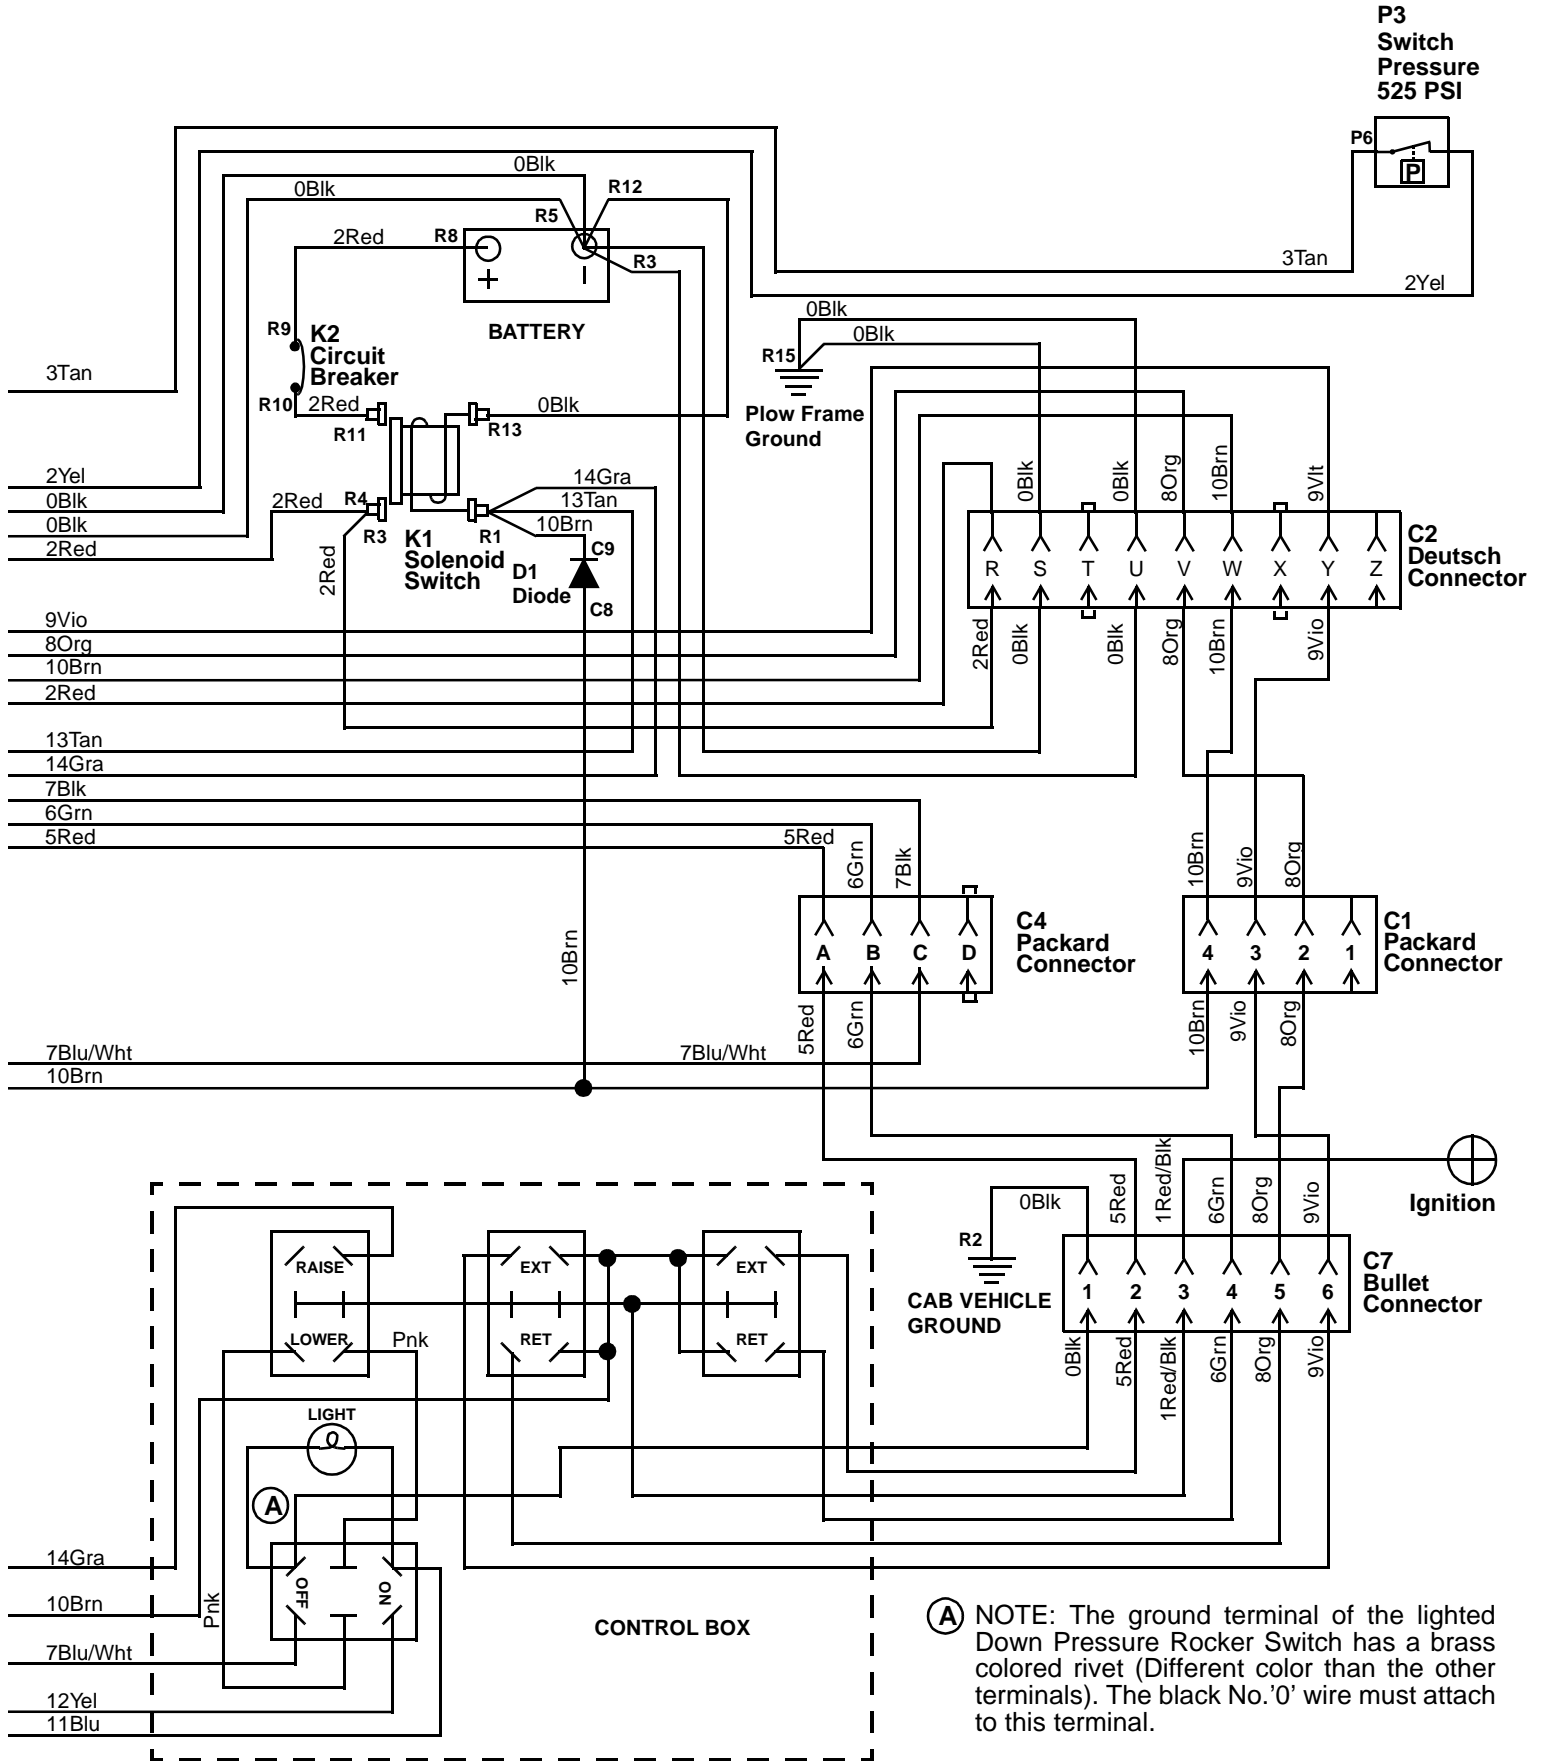 P3
Switch
Pressure
525 PSI
P6
P
0Blk
0Blk
R12
R5
2Red
R8
R3
3Tan
2Yel
+
–
BATTERY
0Blk
0Blk
R15
Plow Frame
Ground
R9
K2
Circuit
Breaker
3Tan
R10
2Red
0Blk
R11
R13
2Yel
14Gra
0Blk
2Red
R4
13Tan
0Blk
10Brn
R3
K1
Solenoid
Switch
R1
C9
2Red
2Red
D1
Diode
C8
0Blk
0Blk
8Org
10Brn
9Vlt
R S T U V W X Y Z
C2
Deutsch
Connector
2Red
0Blk
0Blk
8Org
10Brn
9Vio
9Vio
8Org
10Brn
2Red
13Tan
14Gra
7Blk
6Grn
5Red
5Red
6Grn
7Blk
10Brn
9Vio
8Org
A B C D
C4
Packard
Connector
4 3 2 1
C1
Packard
Connector
10Brn
5Red
6Grn
10Brn
9Vio
8Org
7Blu/Wht
7Blu/Wht
10Brn
0Blk
5Red
1Red/Blk
6Grn
8Org
9Vio
Ignition
R2
CAB VEHICLE
GROUND
1 2 3 4 5 6
C7
Bullet
Connector
0Blk
5Red
1Red/Blk
6Grn
8Org
9Vio
RAISE
EXT
EXT
LOWER
Pnk
RET
RET
LIGHT
A
OFF
ON
Pnk
14Gra
10Brn
7Blu/Wht
12Yel
11Blu
CONTROL BOX
A NOTE: The ground terminal of the lighted
Down Pressure Rocker Switch has a brass
colored rivet (Different color than the other
terminals). The black No.'0' wire must attach
to this terminal.